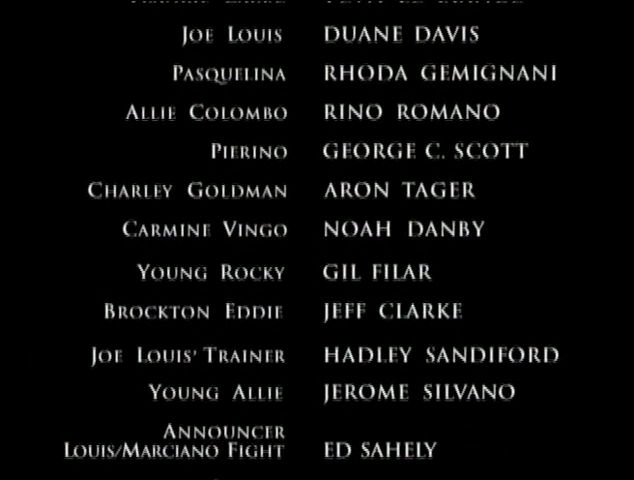 JOE LOUIS DUANE DAVIS
PASQUELINA RHODA GEMIGNANI
ALLIE COLOMBO RINO ROMANO
PIERINO GEORGE C. SCOTT
CHARLEY GOLDMAN ARON TAGER
CARMINE VINGO NOAH DANBY
YOUNG ROCKY GIL FILAR
BROCKTON EDDIE JEFF CLARKE
JOE LOUIS' TRAINER HADLEY SANDIFORD
YOUNG ALLIE JEROME SILVANO
ANNOUNCER
LOUIS/MARCIANO FIGHT ED SAHELY